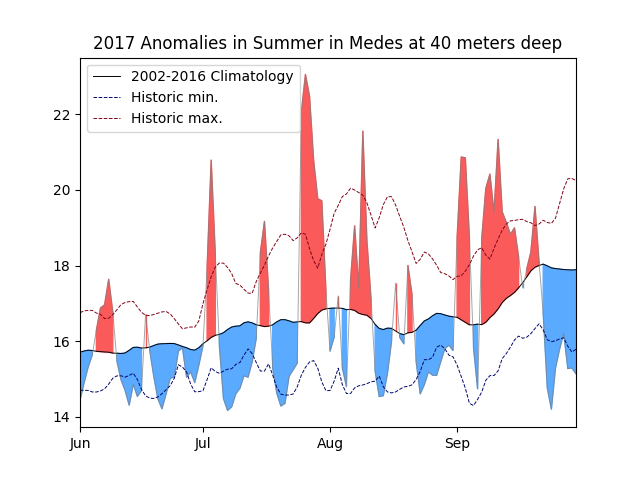 2017 Anomalies in Summer in Medes at 40 meters deep
2002-2016 Climatology
Historic min.
Historic max.
22
20
18
16
14
Jun Jul Aug Sep